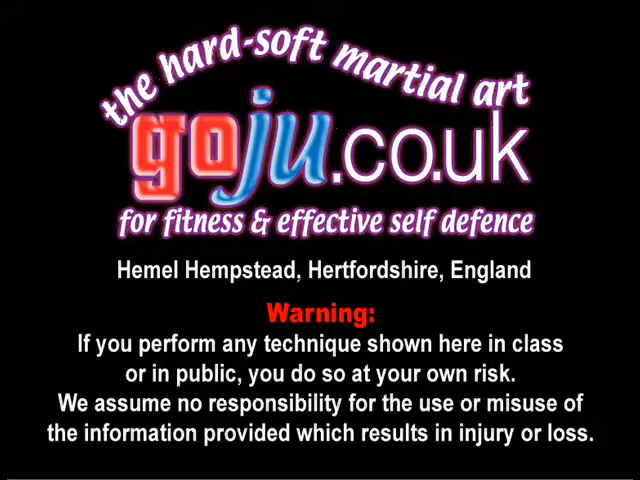 the hard-soft martial art
goju.co.uk
for fitness & effective self defence
Hemel Hempstead, Hertfordshire, England
Warning:
If you perform any technique shown here in class
or in public, you do so at your own risk.
We assume no responsibility for the use or misuse of
the information provided which results in injury or loss.